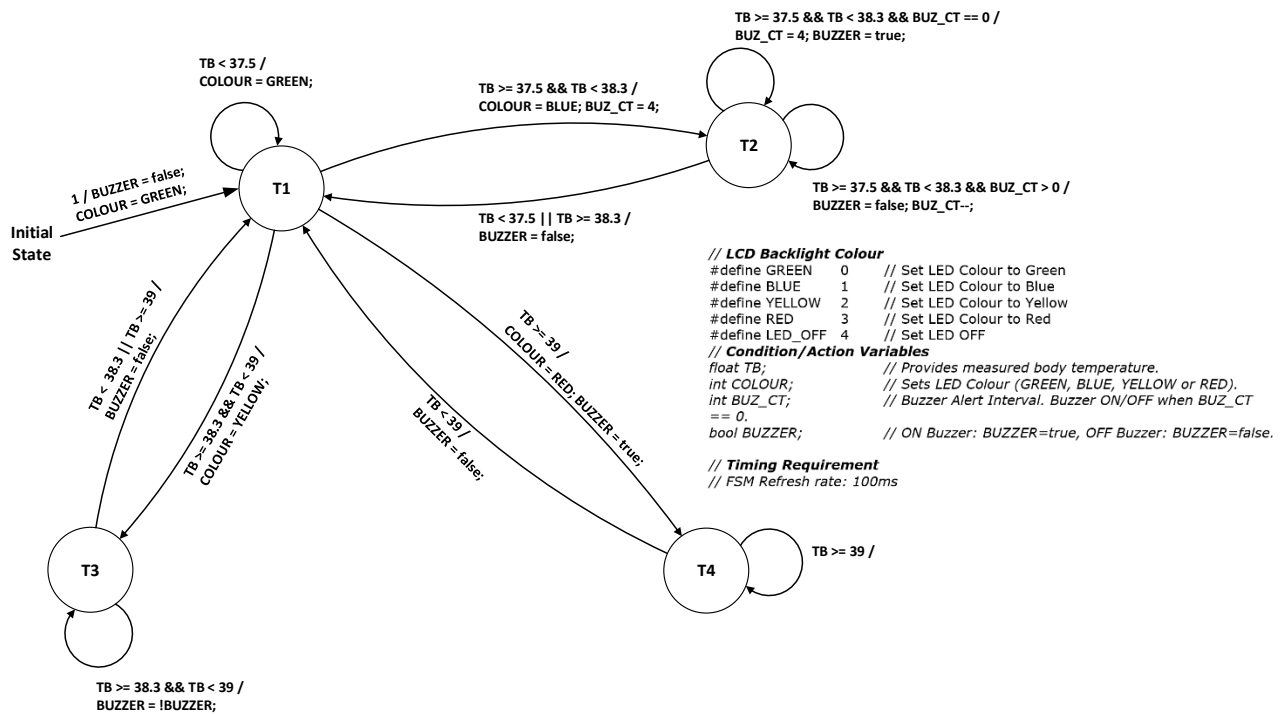 TB >= 37.5 && TB < 38.3 && BUZ_CT == 0 /
BUZ_CT = 4; BUZZER = true;
TB < 37.5 /
COLOUR = GREEN;
TB >= 37.5 && TB < 38.3 /
COLOUR = BLUE; BUZ_CT = 4;
T2
T1
1 / BUZZER = false;
COLOUR = GREEN;
TB >= 37.5 && TB < 38.3 && BUZ_CT > 0 /
BUZZER = false; BUZ_CT--;
TB < 37.5 || TB >= 38.3 /
BUZZER = false;
Initial
State
// LCD Backlight Colour
#define GREEN 0 // Set LED Colour to Green
#define BLUE 1 // Set LED Colour to Blue
#define YELLOW 2 // Set LED Colour to Yellow
#define RED 3 // Set LED Colour to Red
#define LED_OFF 4 // Set LED OFF
// Condition/Action Variables
float TB; // Provides measured body temperature.
int COLOUR; // Sets LED Colour (GREEN, BLUE, YELLOW or RED).
int BUZ_CT; // Buzzer Alert Interval. Buzzer ON/OFF when BUZ_CT
== 0.
bool BUZZER; // ON Buzzer: BUZZER=true, OFF Buzzer: BUZZER=false.
// Timing Requirement
// FSM Refresh rate: 100ms
TB < 38.3 || TB >= 39 /
BUZZER = false;
TB >= 38.3 && TB < 39 /
COLOUR = YELLOW;
TB >= 39 /
COLOUR = RED; BUZZER = true;
TB < 39 /
BUZZER = false;
T3
T4
TB >= 39 /
TB >= 38.3 && TB < 39 /
BUZZER = !BUZZER;